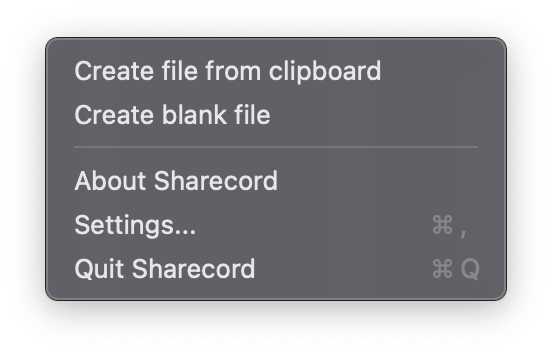 Create file from clipboard
Create blank file
About Sharecord
Settings... ⌘ ,
Quit Sharecord ⌘ Q